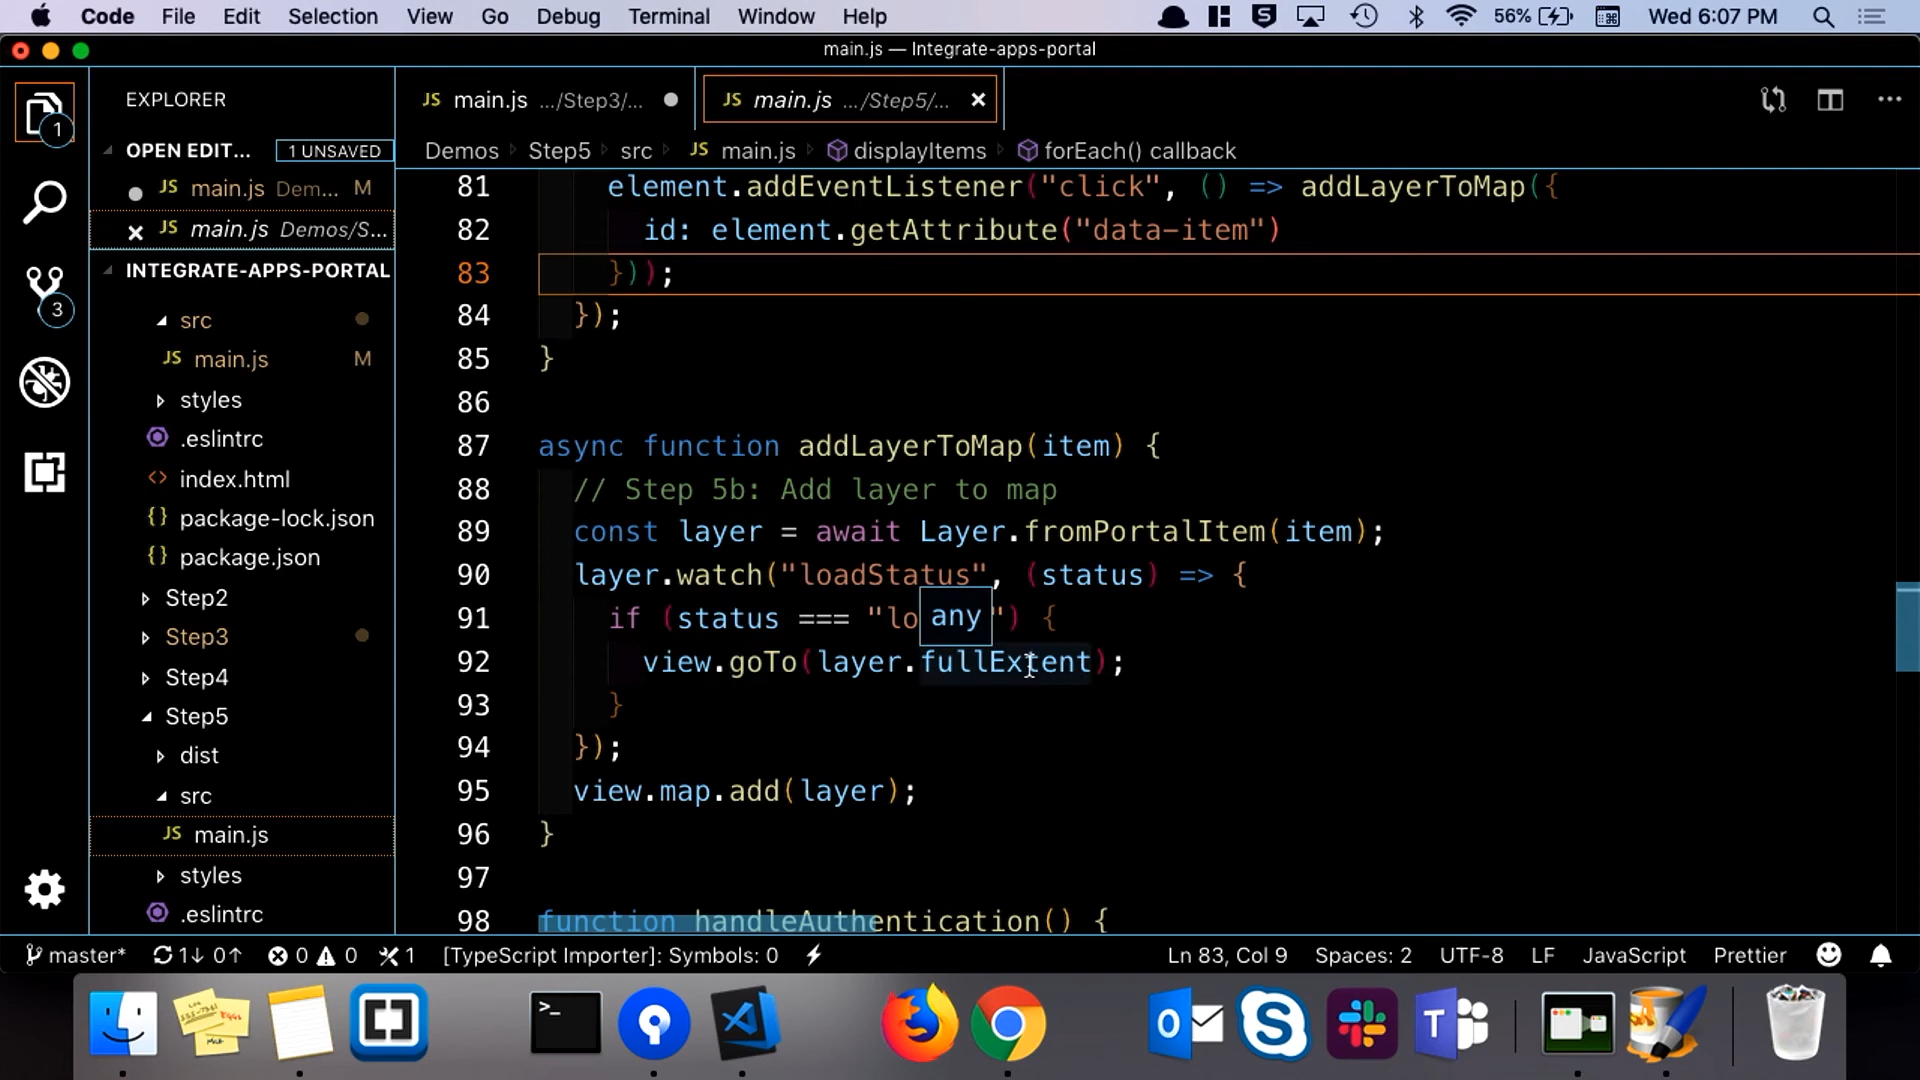 Code File Edit Selection View Go Debug Terminal Window Help 56% Wed 6:07 PM
main.js — Integrate-apps-portal
EXPLORER
JS main.js .../Step3/...
JS main.js .../Step5/...
1
OPEN EDIT... 1 UNSAVED
Demos Step5 src JS main.js displayItems forEach() callback
JS main.js Dem... M
JS main.js Demos/S...
INTEGRATE-APPS-PORTAL
3
src
JS main.js M
styles
.eslintrc
<> index.html
{} package-lock.json
{} package.json
Step2
Step3
Step4
Step5
dist
src
JS main.js
styles
.eslintrc
81 element.addEventListener("click", () => addLayerToMap({
82 id: element.getAttribute("data-item")
83 }));
84 });
85 }
86
87 async function addLayerToMap(item) {
88 // Step 5b: Add layer to map
89 const layer = await Layer.fromPortalItem(item);
90 layer.watch("loadStatus", (status) => {
91 if (status === "lo any ") {
92 view.goTo(layer.fullExtent);
93 }
94 });
95 view.map.add(layer);
96 }
97
98 function handleAuthentication() {
master* 1↓ 0↑ 0 0 1 [TypeScript Importer]: Symbols: 0 Ln 83, Col 9 Spaces: 2 UTF-8 LF JavaScript Prettier